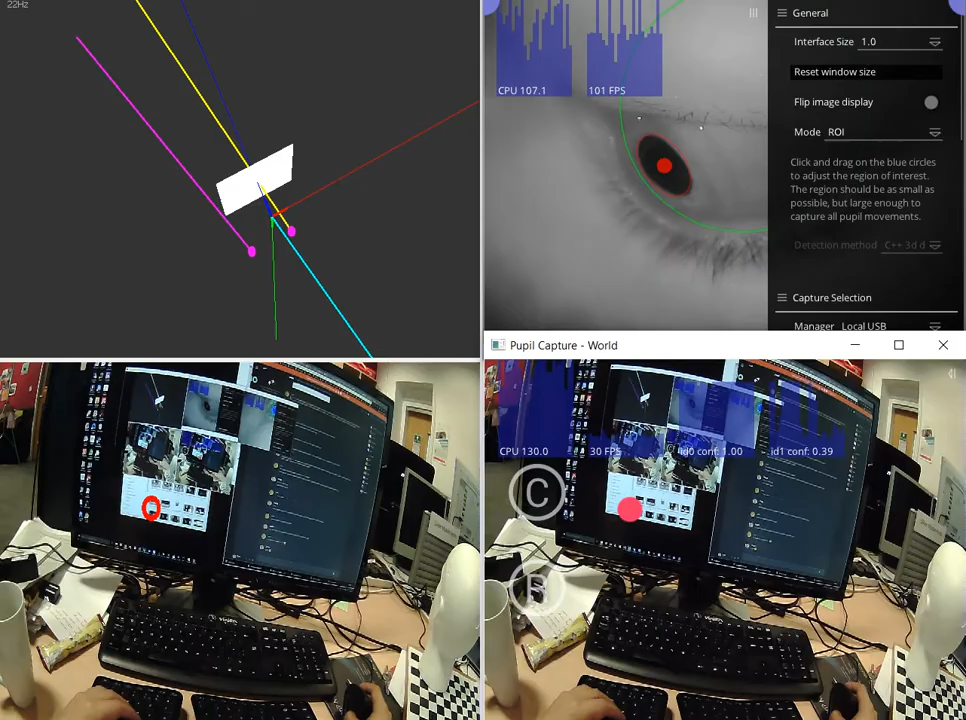 22Hz
CPU 107.1
101 FPS
General
Interface Size 1.0
Reset window size
Flip image display
Mode ROI
Click and drag on the blue circles
to adjust the region of interest.
The region should be as small as
possible, but large enough to
capture all pupil movements.
Detection method C++ 3d d
Capture Selection
Manager Local USB
Pupil Capture - World
CPU 130.0
30 FPS
id0 conf: 1.00
id1 conf: 0.39
C
R